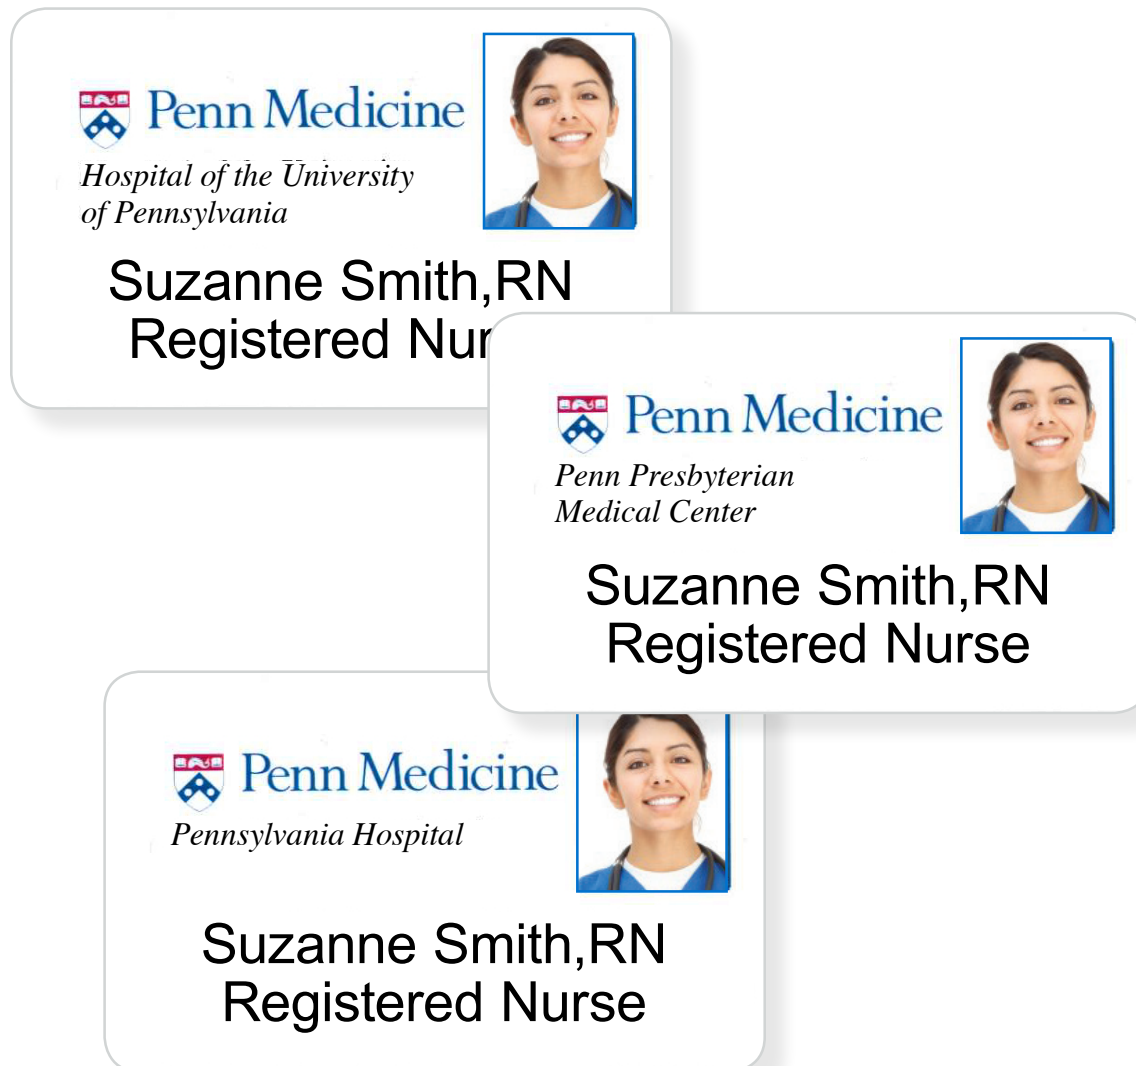 Penn Medicine
Hospital of the University
of Pennsylvania
Suzanne Smith,RN
Registered Nur
Penn Medicine
Penn Presbyterian
Medical Center
Suzanne Smith,RN
Registered Nurse
Penn Medicine
Pennsylvania Hospital
Suzanne Smith,RN
Registered Nurse